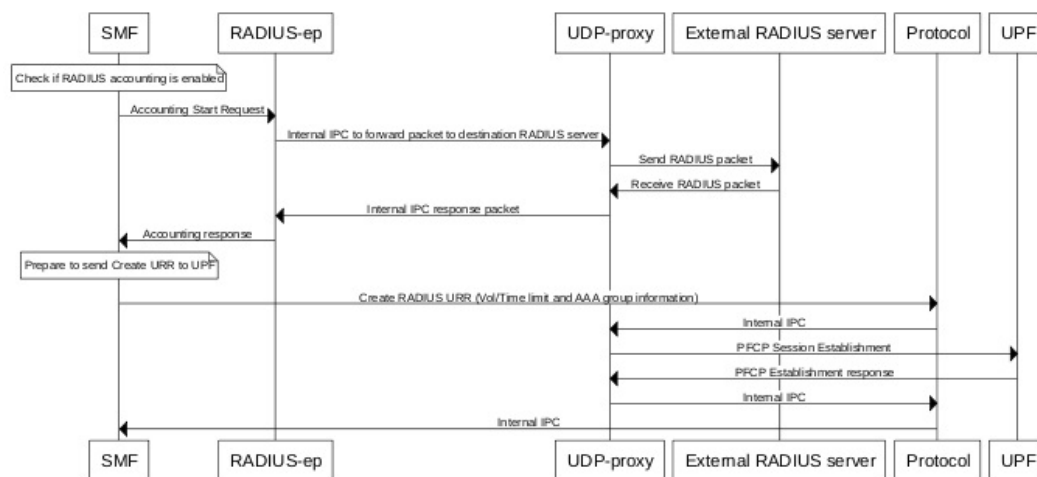 SMF
RADIUS-ep
UDP-proxy
External RADIUS server
Protocol
UPF
Check if RADIUS accounting is enabled
Accounting Start Request
Internal IPC to forward packet to destination RADIUS server
Send RADIUS packet
Receive RADIUS packet
Internal IPC response packet
Accounting response
Prepare to send Create URR to UPF
Create RADIUS URR (Vol/Time limit and AAA group information)
Internal IPC
PFCP Session Establishment
PFCP Establishment response
Internal IPC
Internal IPC
SMF
RADIUS-ep
UDP-proxy
External RADIUS server
Protocol
UPF